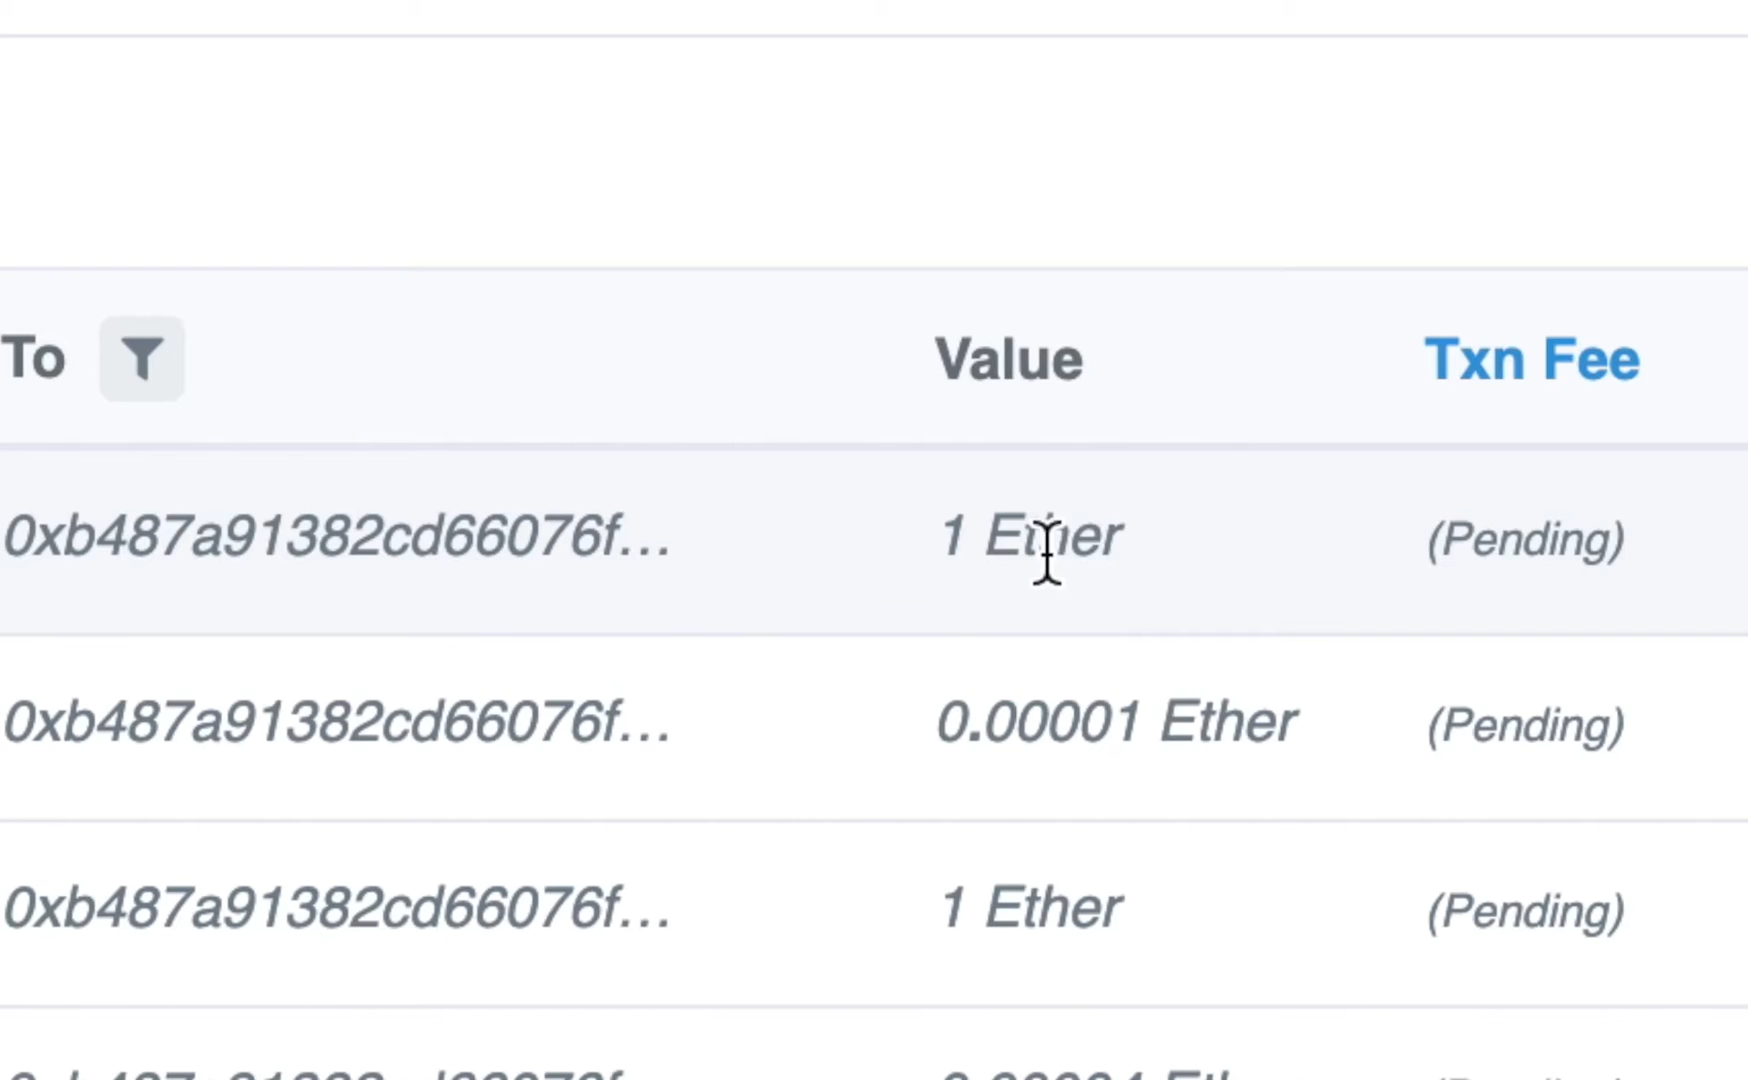 To Value Txn Fee
0xb487a91382cd66076f... 1 Ether (Pending)
0xb487a91382cd66076f... 0.00001 Ether (Pending)
0xb487a91382cd66076f... 1 Ether (Pending)